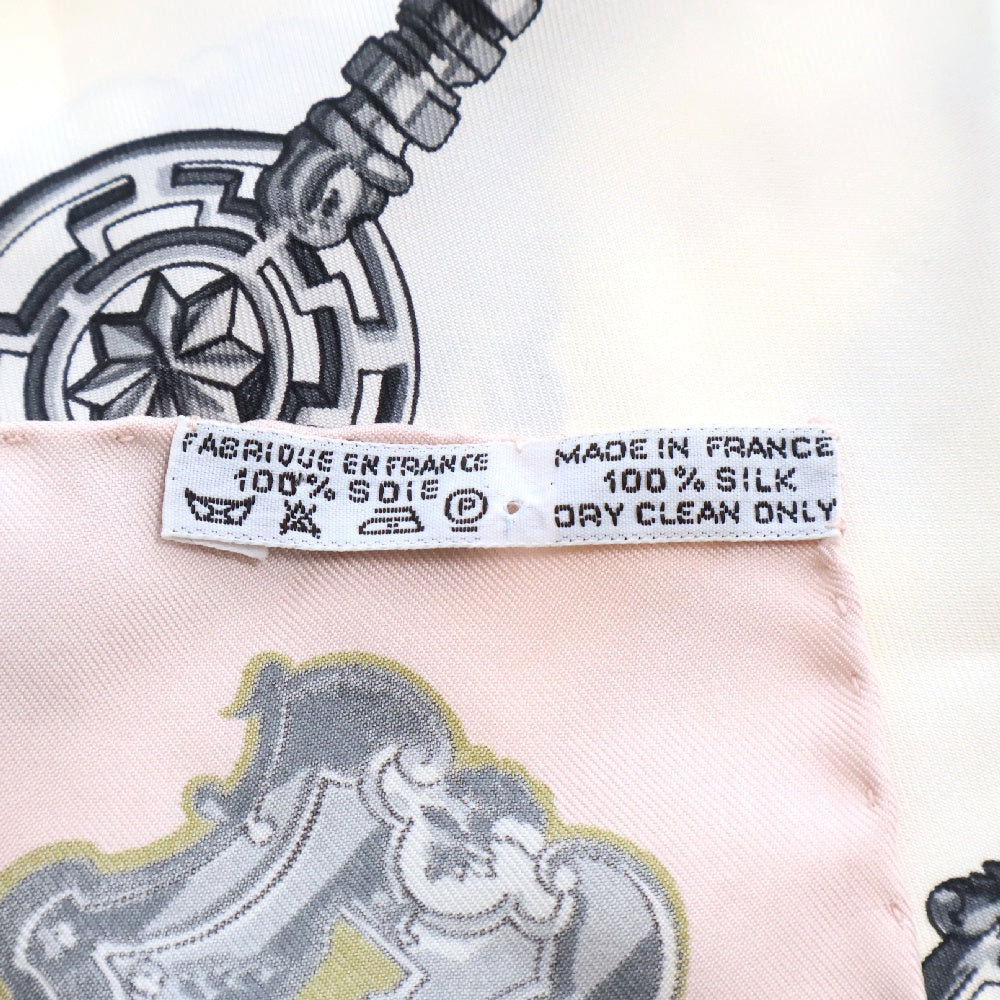 FABRIQUE EN FRANCE
100% SOIE
P
MADE IN FRANCE
100% SILK
DRY CLEAN ONLY